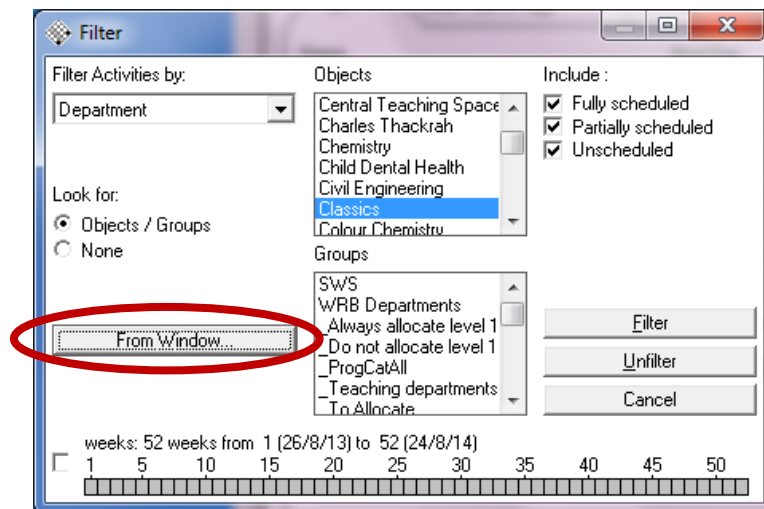 Filter
Filter Activities by:
Department
Look for:
Objects / Groups
None
From Window...
Objects
Central Teaching Space
Charles Thackrah
Chemistry
Child Dental Health
Civil Engineering
Classics
Colour Chemistry
Groups
SWS
WRB Departments
_Always allocate level 1
_Do not allocate level 1
_ProgCatAll
_Teaching departments
_To Allocate
Include :
Fully scheduled
Partially scheduled
Unscheduled
Filter
Unfilter
Cancel
weeks: 52 weeks from 1 (26/8/13) to 52 (24/8/14)
1 5 10 15 20 25 30 35 40 45 50